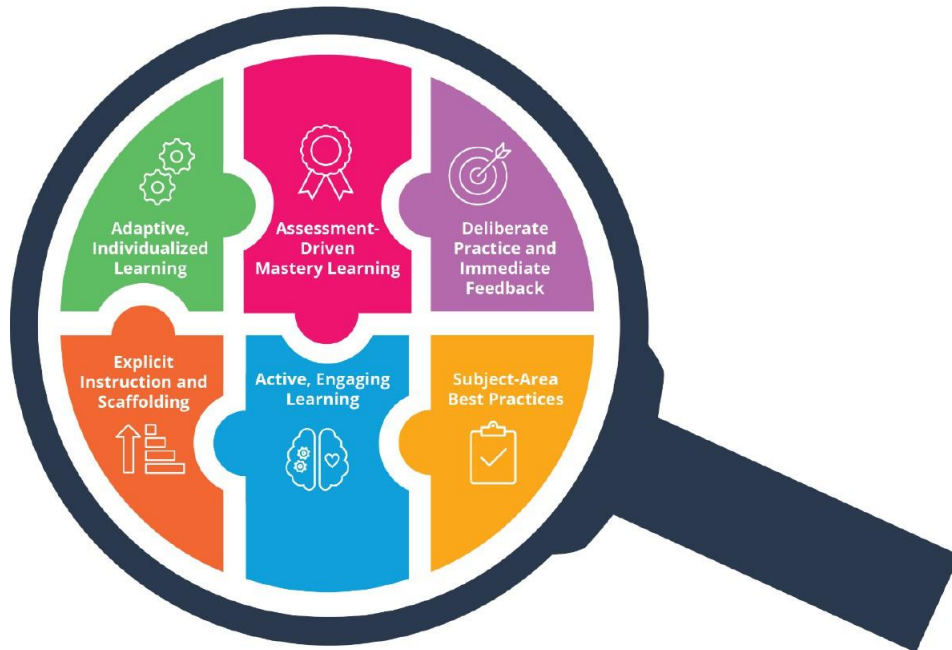 Adaptive,
Individualized
Learning
Assessment-
Driven
Mastery Learning
Deliberate
Practice and
Immediate
Feedback
Explicit
Instruction and
Scaffolding
Active, Engaging
Learning
Subject-Area
Best Practices